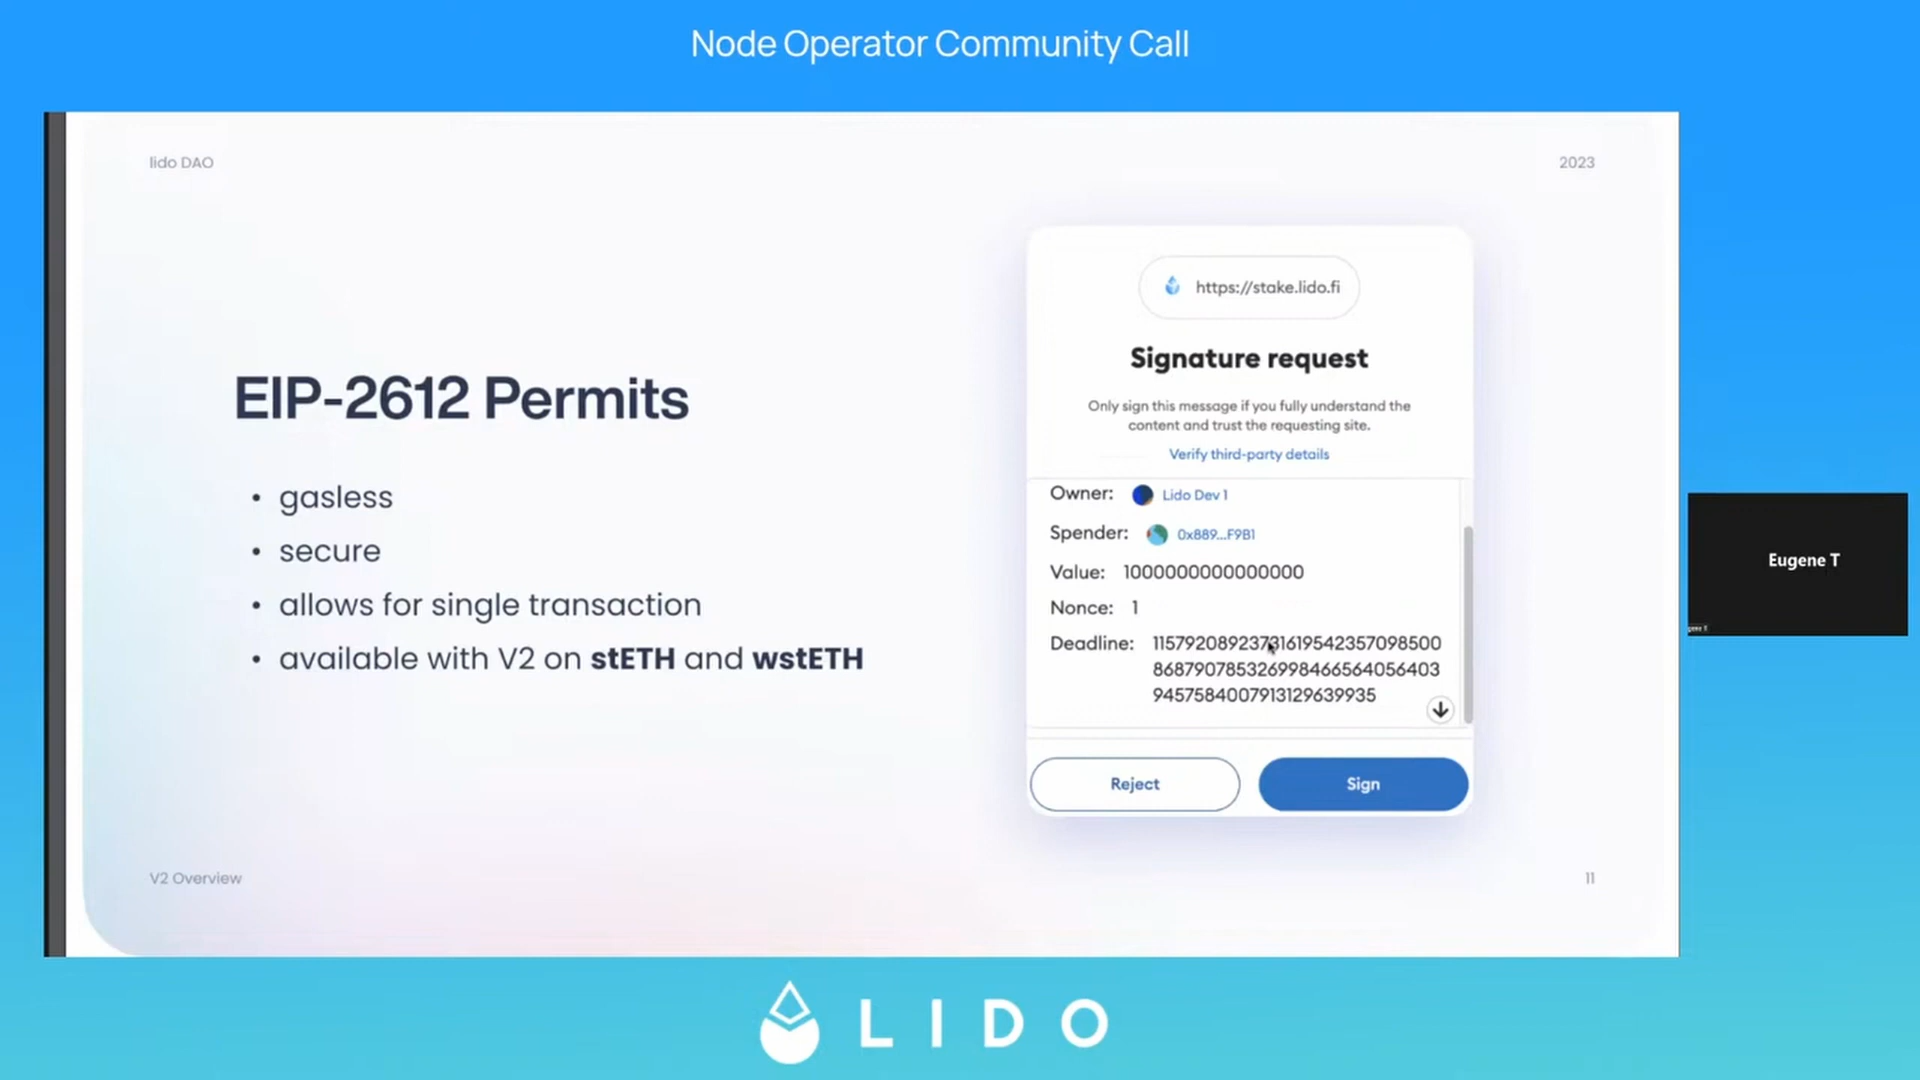 Node Operator Community Call
lido DAO
2023
EIP-2612 Permits
• gasless
• secure
• allows for single transaction
• available with V2 on stETH and wstETH
https://stake.lido.fi
Signature request
Only sign this message if you fully understand the
content and trust the requesting site.
Verify third-party details
Owner: Lido Dev 1
Spender: 0x889...F9B1
Value: 1000000000000000
Nonce: 1
Deadline: 11579208923731619542357098500
8687907853269984665640564039
457584007913129639935
Reject
Sign
Eugene T
V2 Overview
11
LIDO